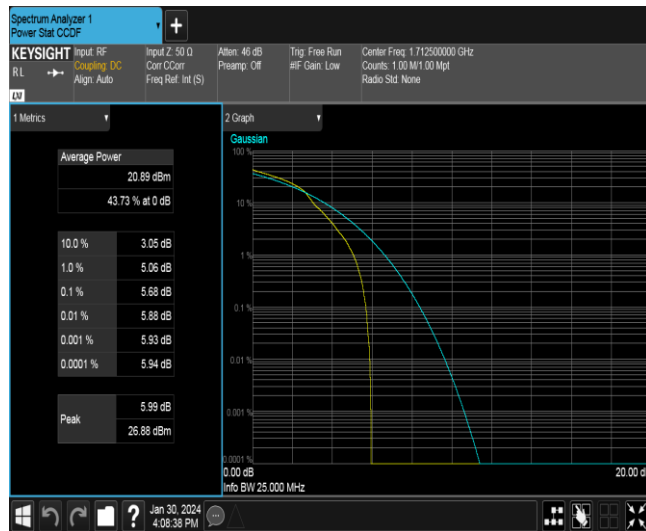 Spectrum Analyzer 1
Power Stat CCDF
+
KEYSIGHT
RL
LXI
Input: RF
Coupling: DC
Align: Auto
Input Z: 50 Ω
Corr CCorr
Freq Ref: Int (S)
Atten: 46 dB
Preamp: Off
Trig: Free Run
#IF Gain: Low
Center Freq: 1.712500000 GHz
Counts: 1.00 M/1.00 Mpt
Radio Std: None
1 Metrics
Average Power
20.89 dBm
43.73 % at 0 dB
10.0 % 3.05 dB
1.0 % 5.06 dB
0.1 % 5.68 dB
0.01 % 5.88 dB
0.001 % 5.93 dB
0.0001 % 5.94 dB
Peak
5.99 dB
26.88 dBm
2 Graph
Gaussian
100 %
10 %
1 %
0.1 %
0.01 %
0.001 %
0.0001 %
0.00 dB
20.00 d
Info BW 25.000 MHz
?
Jan 30, 2024
4:08:38 PM